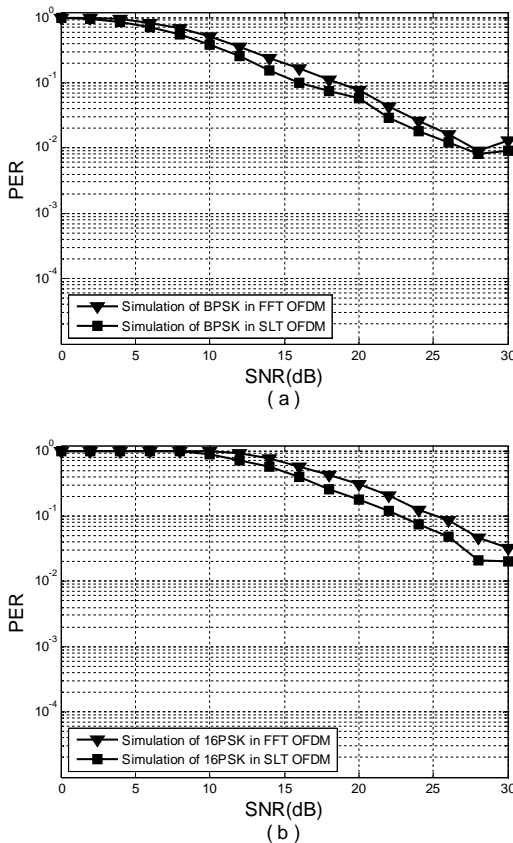 10^0
10^-1
10^-2
10^-3
10^-4
PER
Simulation of BPSK in FFT OFDM
Simulation of BPSK in SLT OFDM
0 5 10 15 20 25 30
SNR(dB)
( a )
10^0
10^-1
10^-2
10^-3
10^-4
PER
Simulation of 16PSK in FFT OFDM
Simulation of 16PSK in SLT OFDM
0 5 10 15 20 25 30
SNR(dB)
( b )